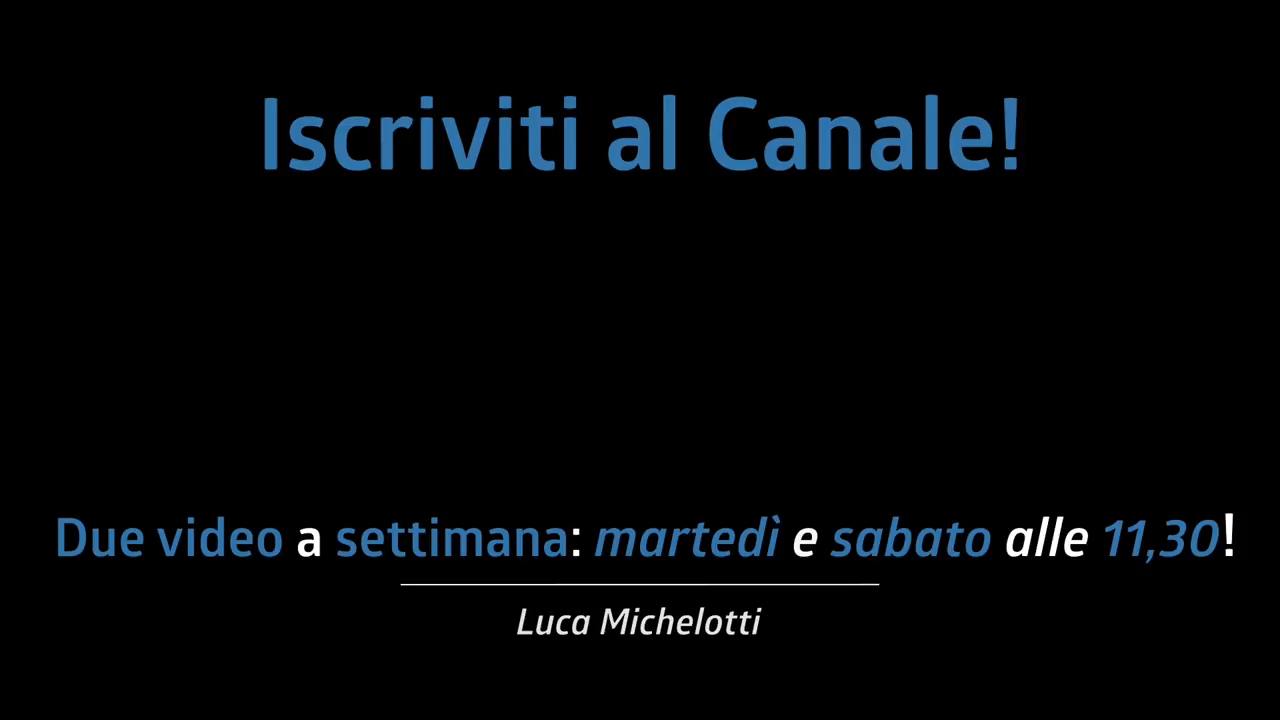 Iscriviti al Canale!
Due video a settimana: martedì e sabato alle 11,30!
Luca Michelotti